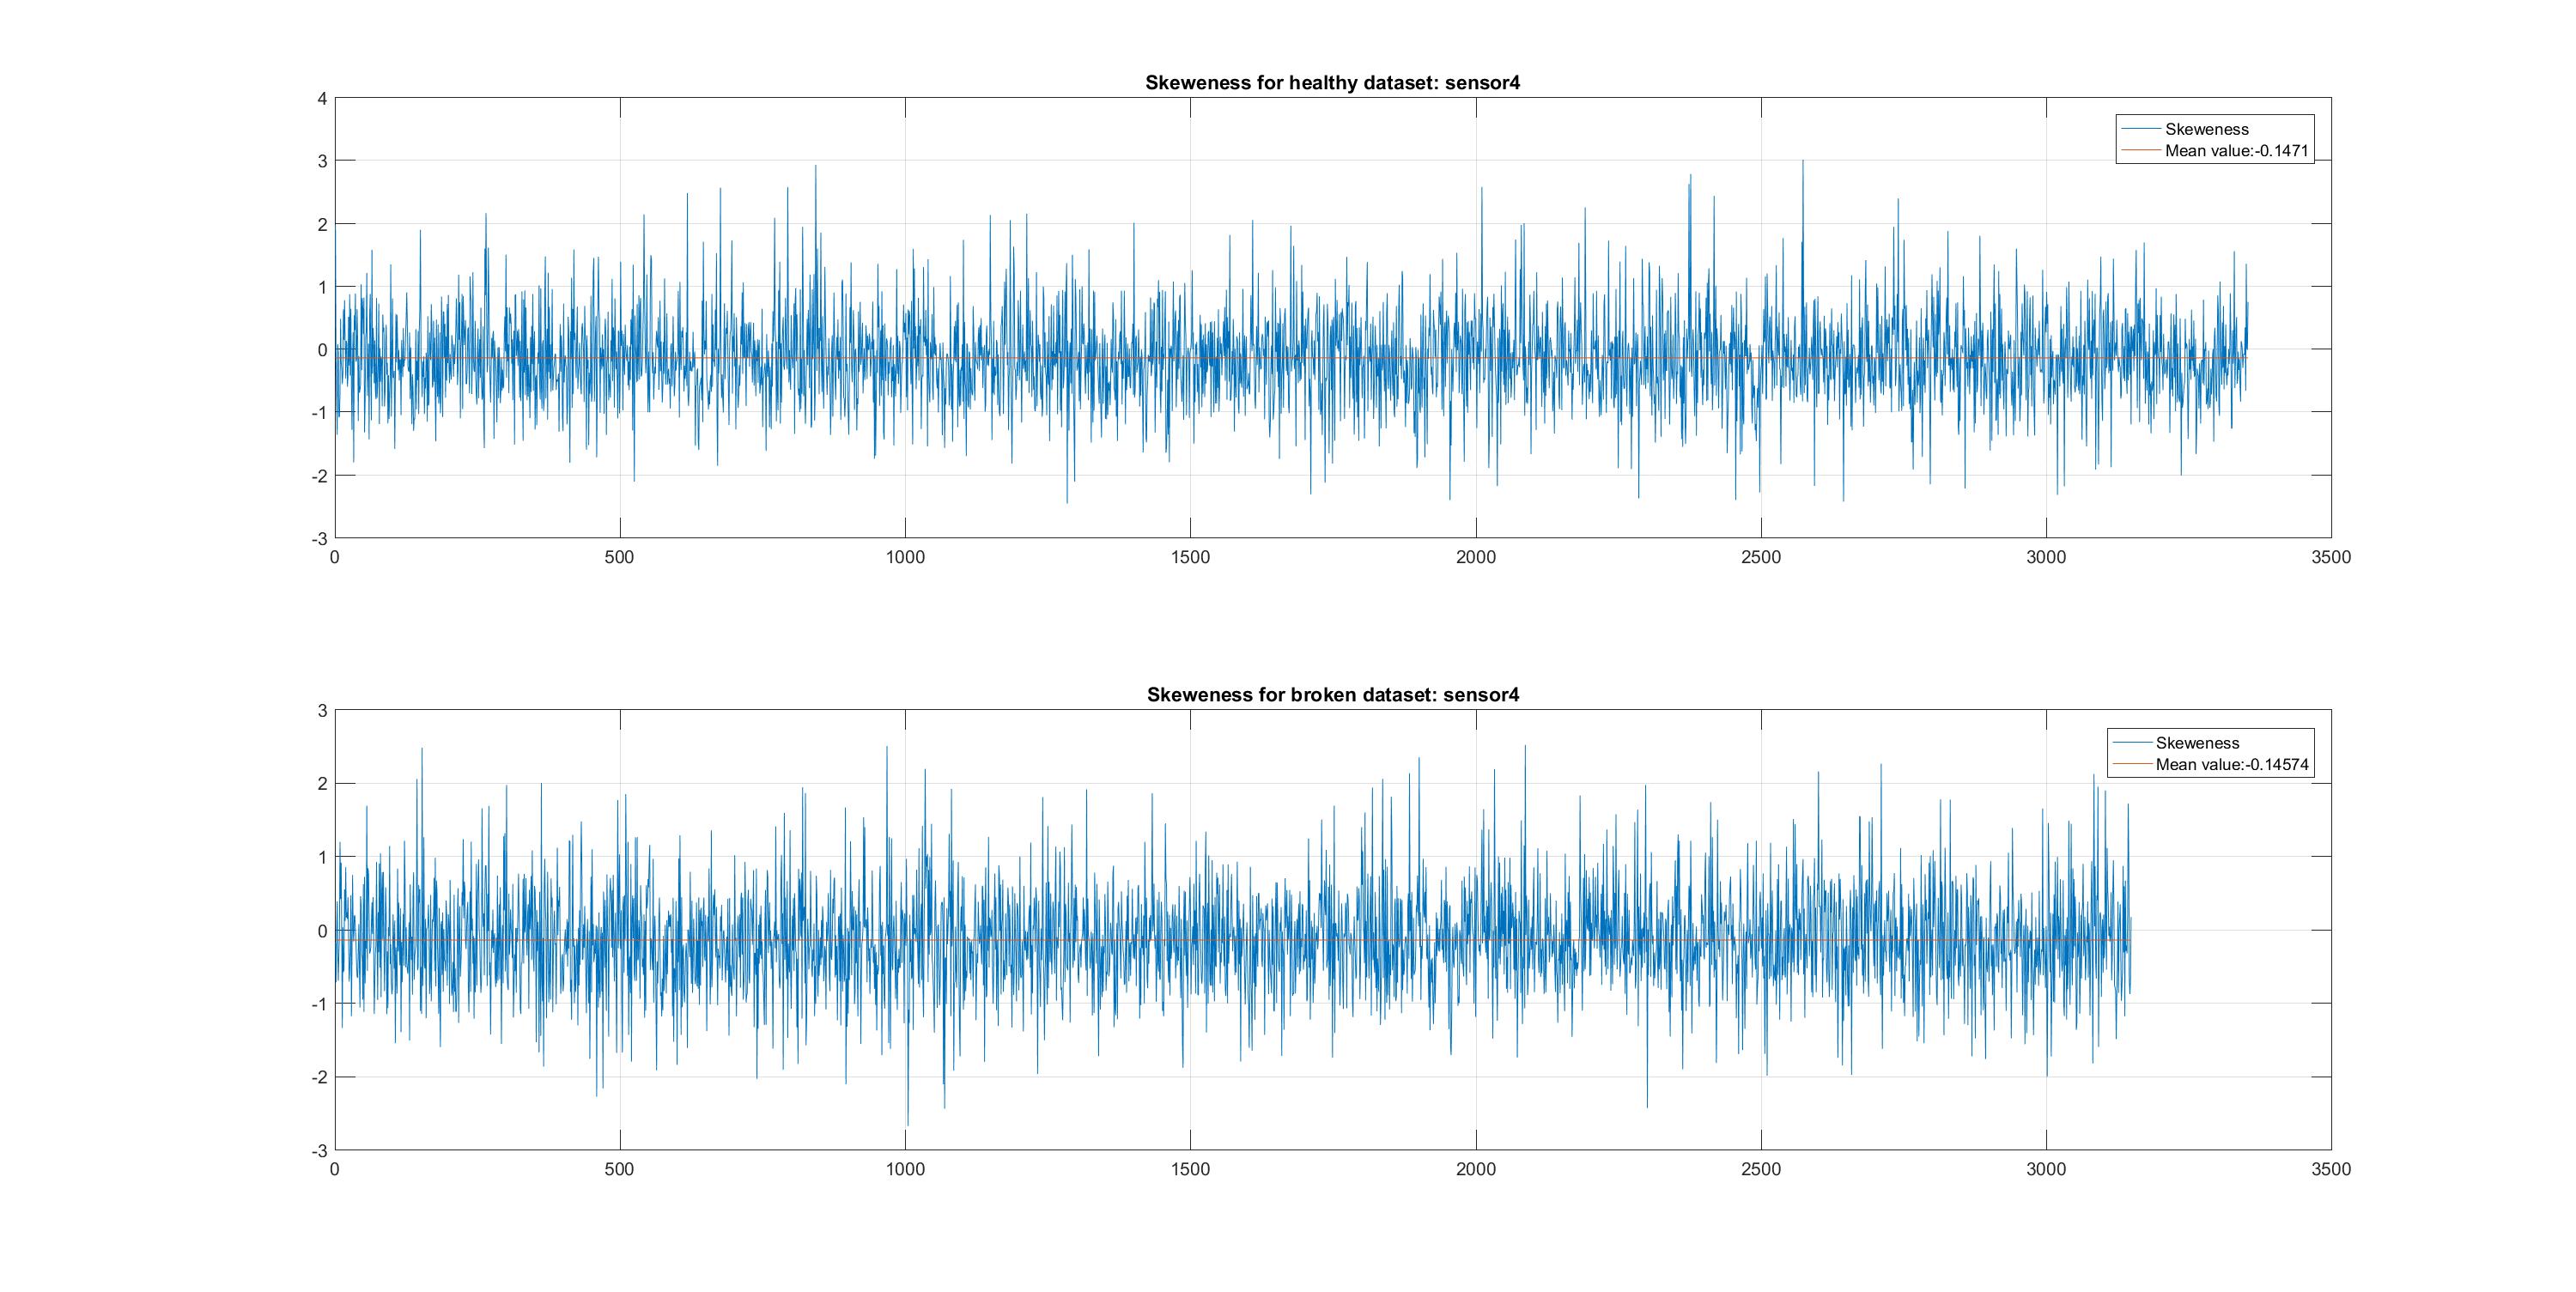 Skeweness for healthy dataset: sensor4
4
3
2
1
0
-1
-2
-3
Skeweness
Mean value:-0.1471
0 500 1000 1500 2000 2500 3000 3500
Skeweness for broken dataset: sensor4
3
2
1
0
-1
-2
-3
Skeweness
Mean value:-0.14574
0 500 1000 1500 2000 2500 3000 3500